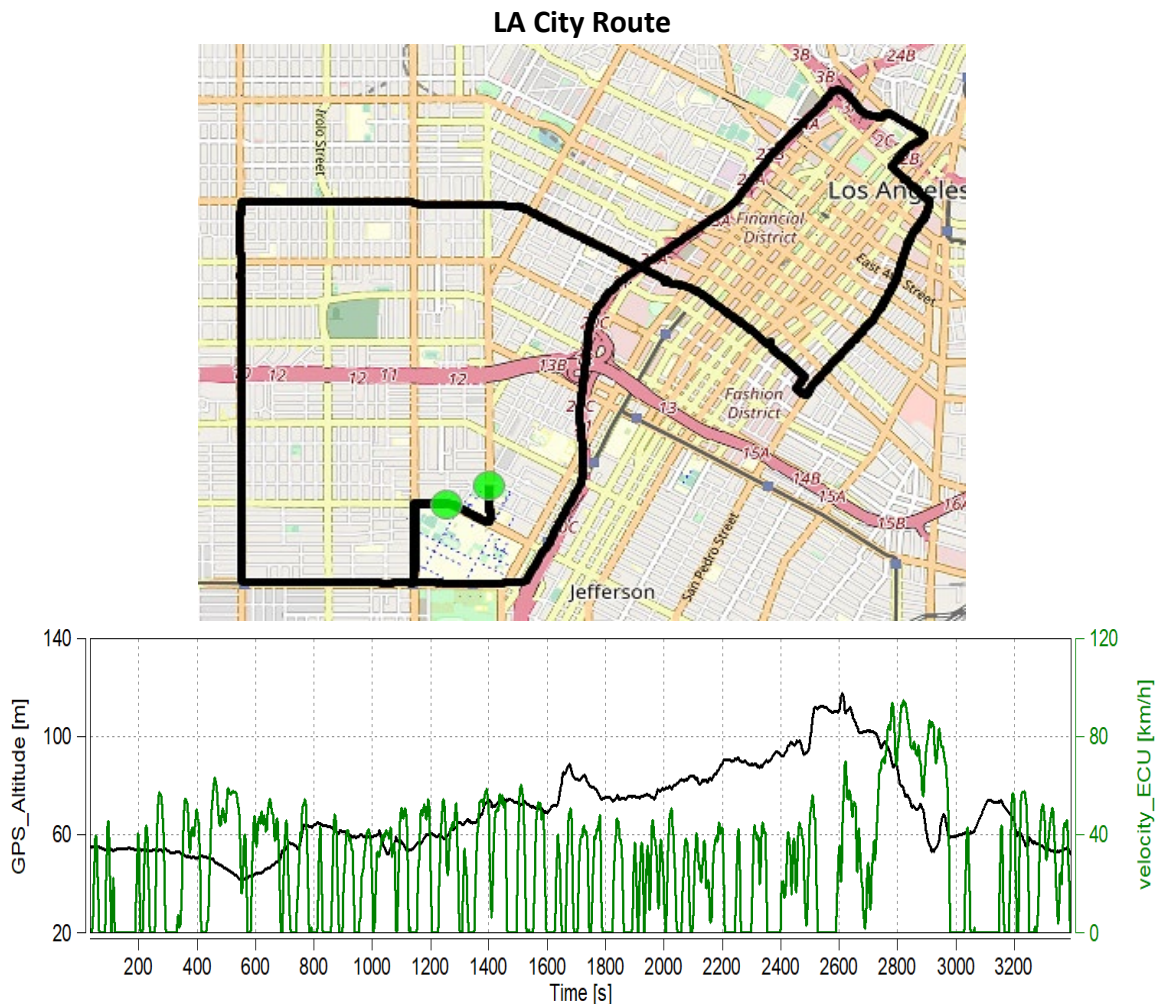 LA City Route
3B
24B
3B
Irolo Street
2C
2B
Los Angeles
Financial
District
East 4th Street
10
12
12
11
12
13B
Fashion
District
13
15A
14B
15A
15B
16A
San Pedro Street
Jefferson
140
100
60
20
GPS_Altitude [m]
120
80
40
0
velocity_ECU [km/h]
200 400 600 800 1000 1200 1400 1600 1800 2000 2200 2400 2600 2800 3000 3200
Time [s]